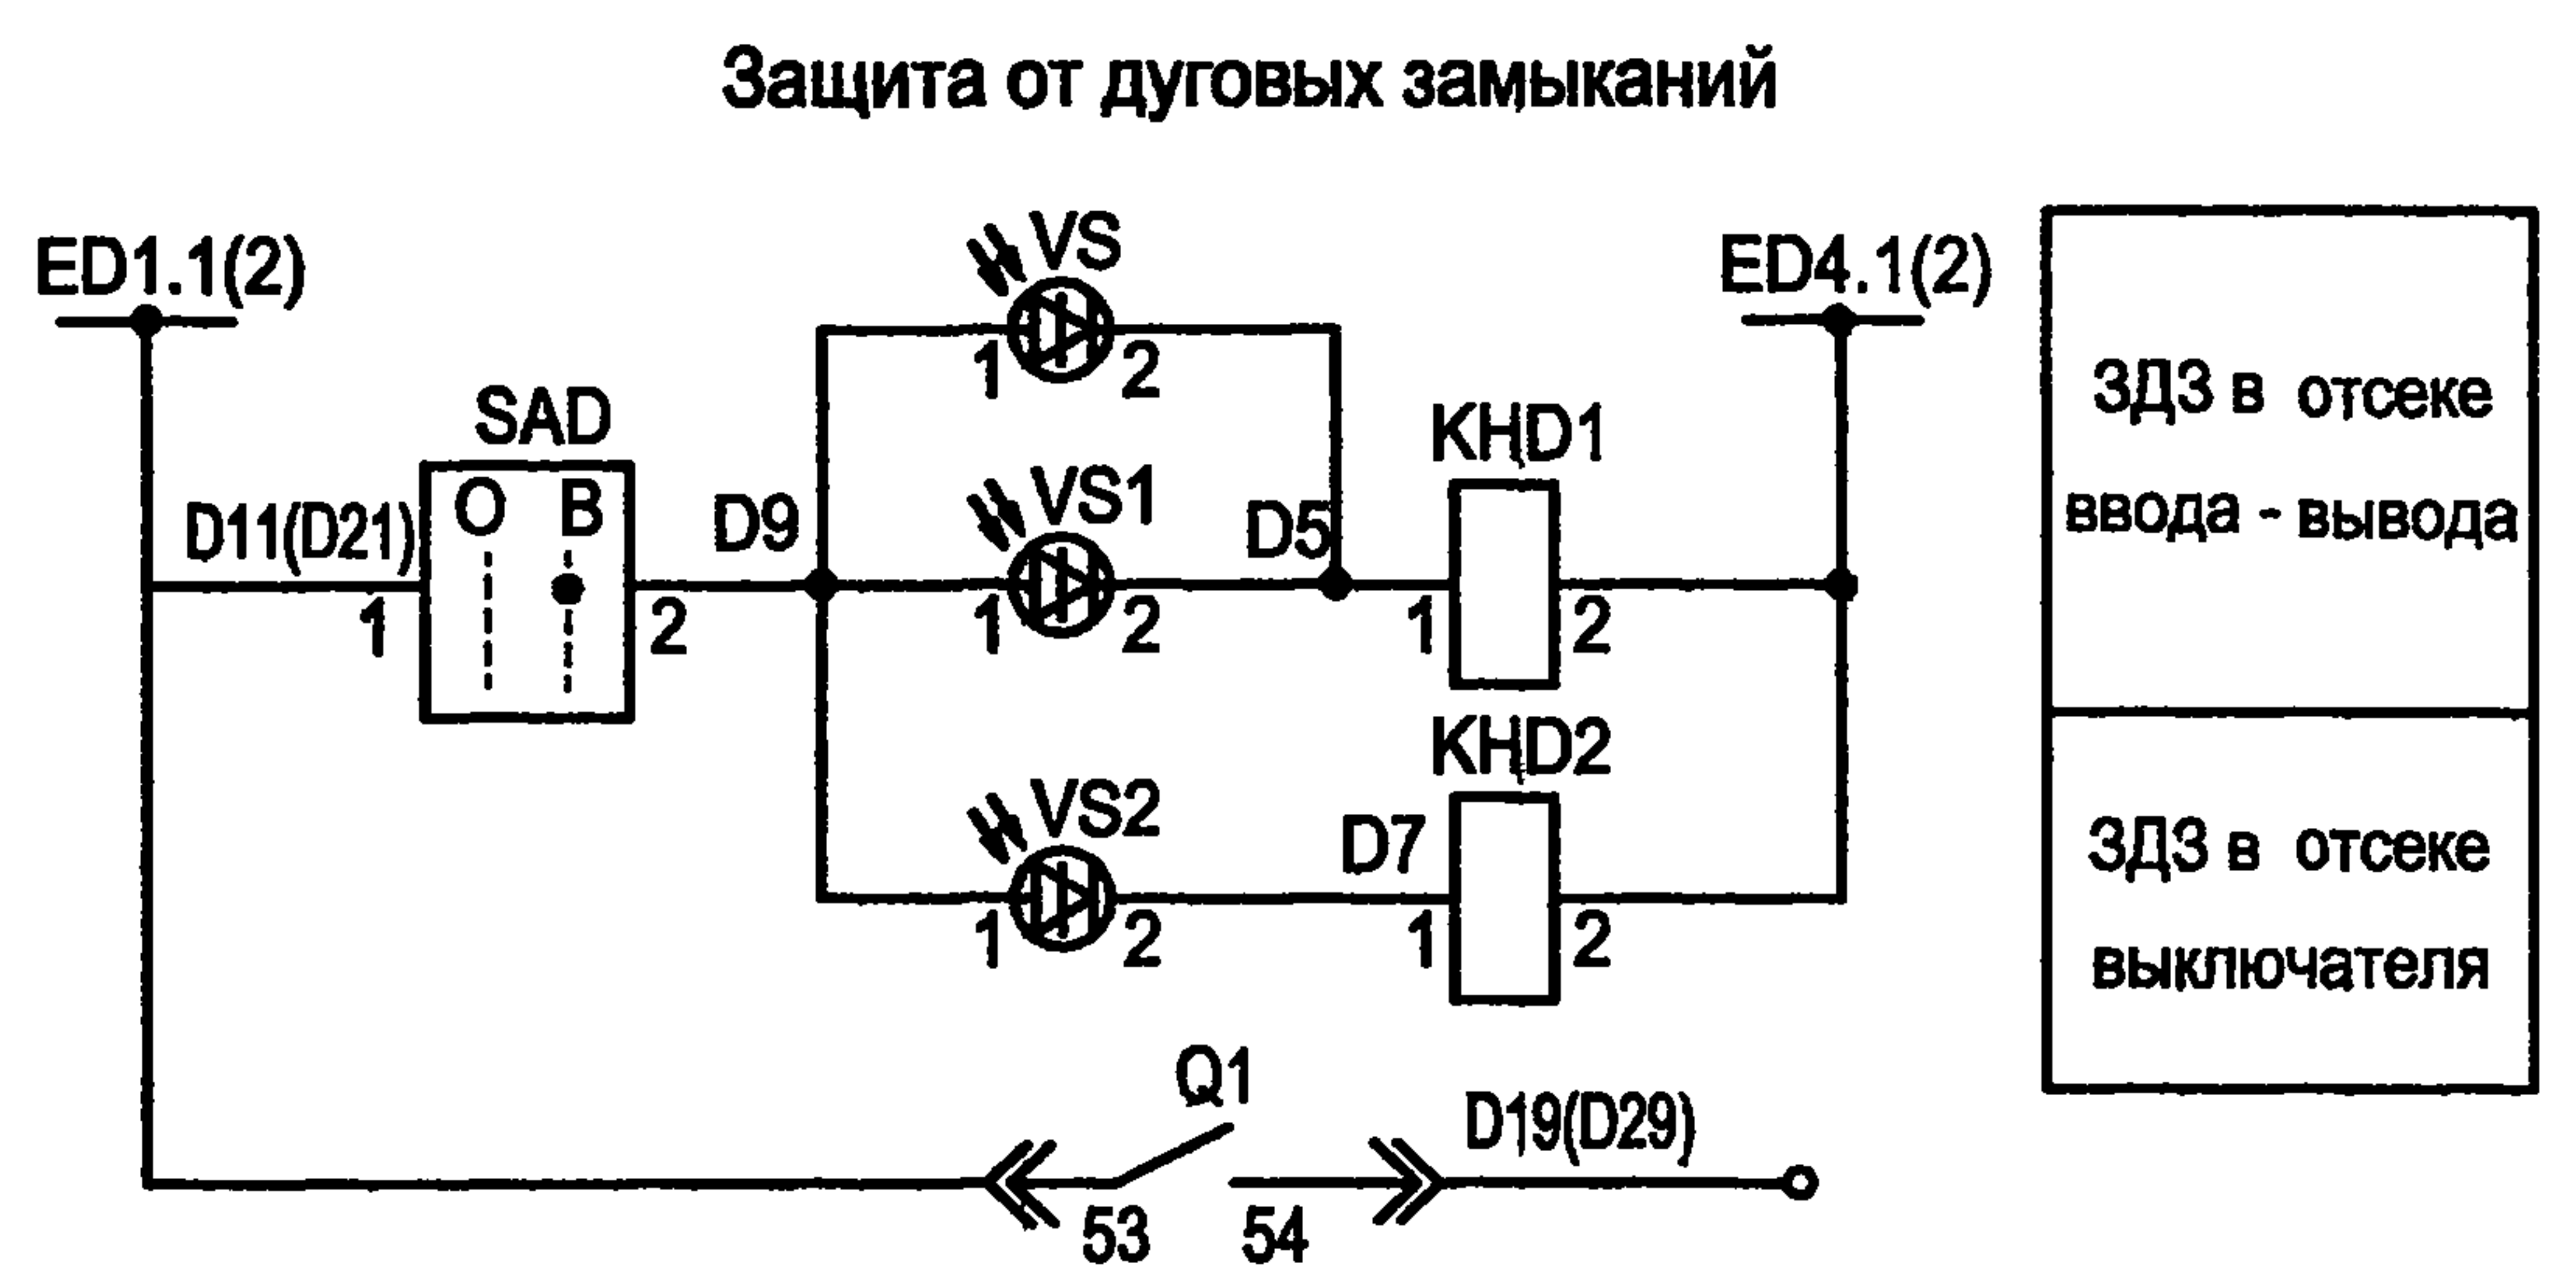 Защита от дуговых замыканий
ED1.1(2)
VS
ED4.1(2)
1
2
SAD
O B
D11(D21)
1
2
D9
VS1
1
2
D5
KHD1
1
2
ЗДЗ в отсеке
ввода - вывода
VS2
1
2
D7
KHD2
1
2
ЗДЗ в отсеке
выключателя
Q1
53
54
D19(D29)